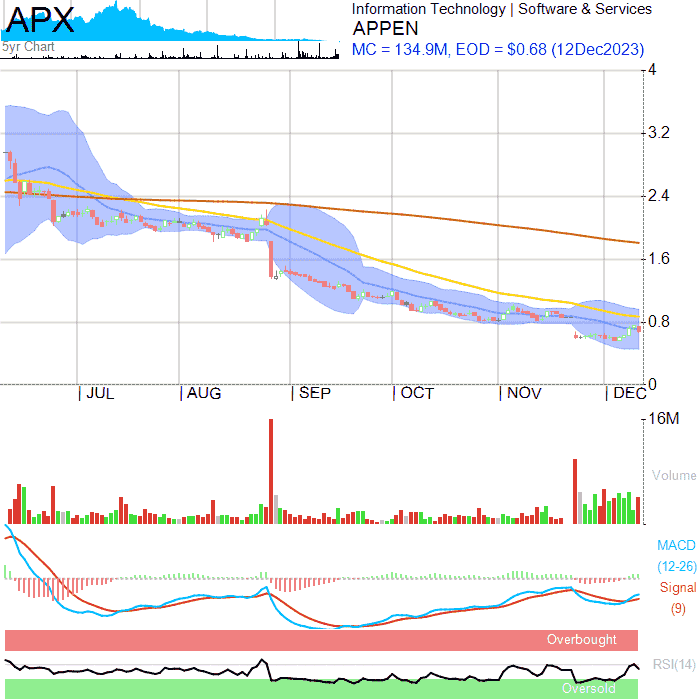 APX
5yr Chart
Information Technology | Software & Services
APPEN
MC = 134.9M, EOD = $0.68 (12Dec2023)
4
3.2
2.4
1.6
0.8
0
| JUL | AUG | SEP | OCT | NOV | DEC
16M
Volume
MACD
(12-26)
Signal
(9)
Overbought
RSI(14)
Oversold